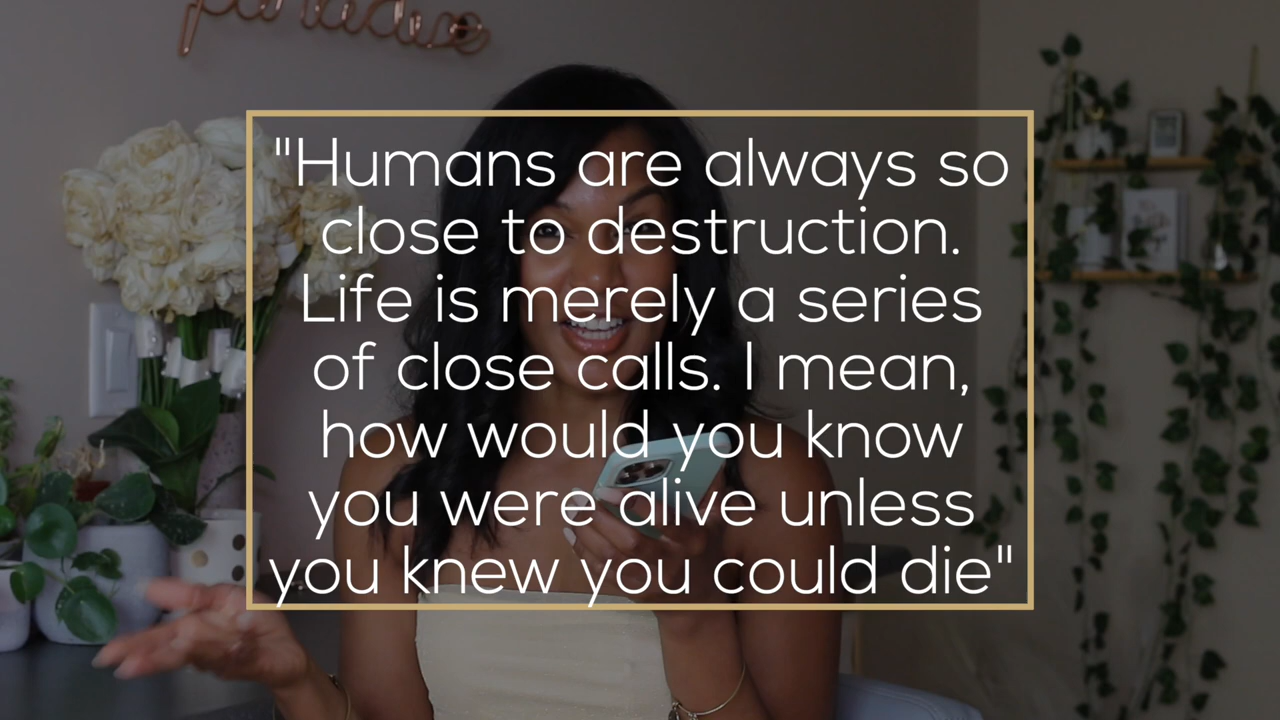 paradise
"Humans are always so
close to destruction.
Life is merely a series
of close calls. I mean,
how would you know
you were alive unless
you knew you could die"